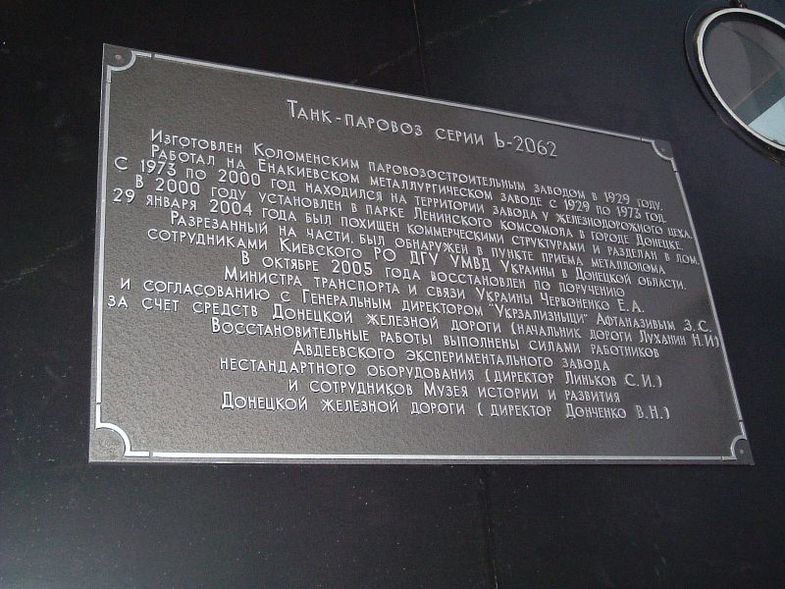 Танк-паровоз серии Ь-2062
Изготовлен Коломенским паровозостроительным заводом в 1929 году.
Работал на Енакиевском металлургическом заводе с 1929 по 1973 год.
С 1973 по 2000 год находился на территории завода у железнодорожного цеха.
В 2000 году установлен в парке Ленинского комсомола в городе Донецке.
29 января 2004 года был похищен коммерческими структурами и разделан в лом.
Разрезанный на части, был обнаружен в пункте приема металлолома
сотрудниками Киевского РО ДГУ УМВД Украины в Донецкой области.
В октябре 2005 года восстановлен по поручению
Министра транспорта и связи Украины Червоненко Е.А.
и согласованию с Генеральным директором "Укрзализныци" Афтаназивым З.С.
за счет средств Донецкой железной дороги (начальник дороги Луханин Н.И)
Восстановительные работы выполнены силами работников
Авдеевского экспериментального завода
нестандартного оборудования (директор Линьков С.И.)
и сотрудников Музея истории и развития
Донецкой железной дороги (директор Донченко В.Н.)